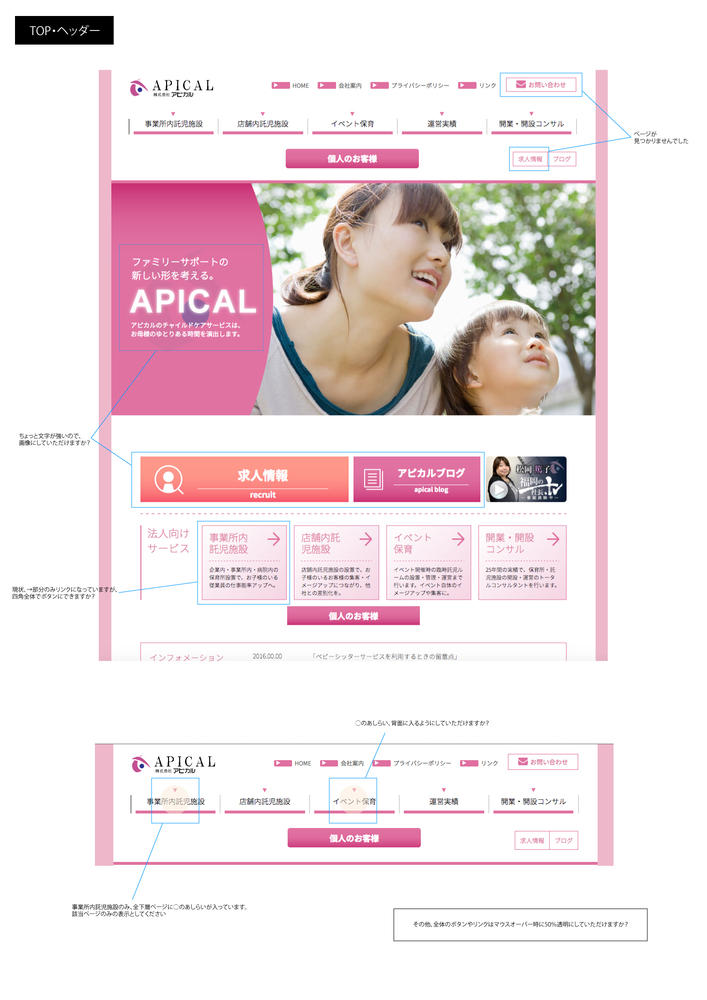 TOP・ヘッダー
APICAL
株式会社 アピカル
HOME
会社案内
プライバシーポリシー
リンク
お問い合わせ
事業所内託児施設
店舗内託児施設
イベント保育
運営実績
開業・開設コンサル
個人のお客様
求人情報
ブログ
ページが
見つかりませんでした
ファミリーサポートの
新しい形を考える。
APICAL
アピカルのチャイルドケアサービスは、
お母様のゆとりある時間を演出します。
ちょっと文字が強いので、
画像にしていただけますか？
求人情報
recruit
アピカルブログ
apical blog
福岡の
社長.tv
法人向け
サービス
事業所内
託児施設
企業内・事業所内・病院内の
保育所設置で、お子様のいる
従業員の仕事能率アップへ。
店舗内託
児施設
店舗内託児施設の設置で、お
子様のいるお客様の集客・イ
メージアップにつながり、他
社との差別化を。
イベント
保育
イベント開催時の臨時託児ル
ームの設置・管理・運営まで
行います。イベント自体のイ
メージアップや集客に。
開業・開設
コンサル
25年間の実績で、保育所・託
児施設の開設・運営のトータ
ルコンサルタントを行います。
現状、→部分のみリンクになっていますが、
四角全体でボタンにできますか？
個人のお客様
インフォメーション
2016.00.00
「ベビーシッターサービスを利用するときの留意点」
○のあしらい、背面に入るようにしていただけますか？
APICAL
株式会社 アピカル
HOME
会社案内
プライバシーポリシー
リンク
お問い合わせ
事業所内託児施設
店舗内託児施設
イベント保育
運営実績
開業・開設コンサル
個人のお客様
求人情報
ブログ
事業所内託児施設のみ、全下層ページに○のあしらいが入っています。
該当ページのみの表示としてください
その他、全体のボタンやリンクはマウスオーバー時に50%透明にしていただけますか？